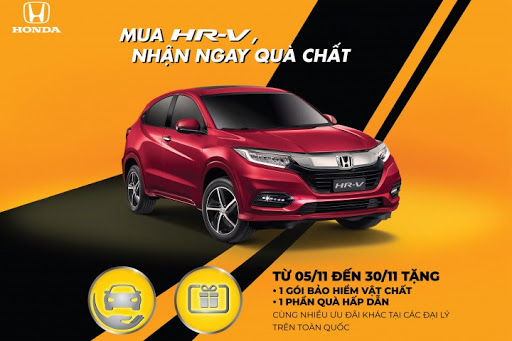 HONDA
MUA HR-V,
NHẬN NGAY QUÀ CHẤT
HR-V
TỪ 05/11 ĐẾN 30/11 TẶNG
• 1 GÓI BẢO HIỂM VẬT CHẤT
• 1 PHẦN QUÀ HẤP DẪN
CÙNG NHIỀU ƯU ĐÃI KHÁC TẠI CÁC ĐẠI LÝ
TRÊN TOÀN QUỐC